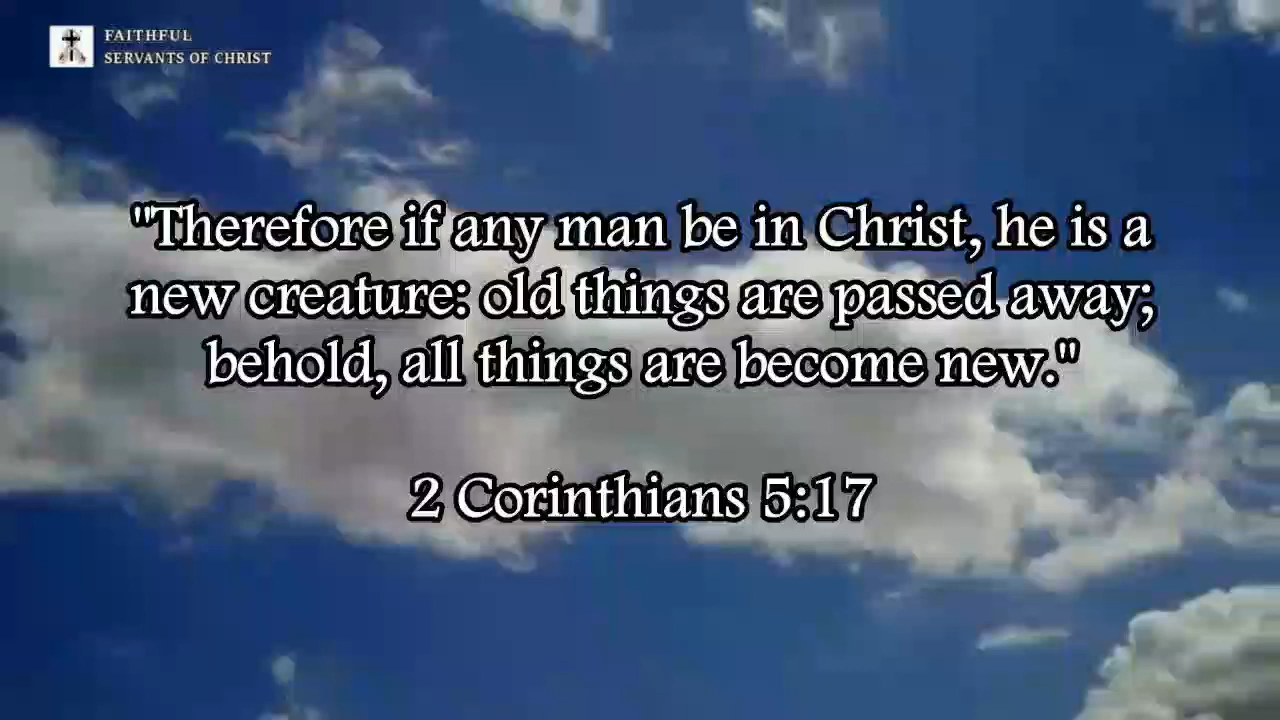 FAITHFUL
SERVANTS OF CHRIST
"Therefore if any man be in Christ, he is a
new creature: old things are passed away;
behold, all things are become new."
2 Corinthians 5:17